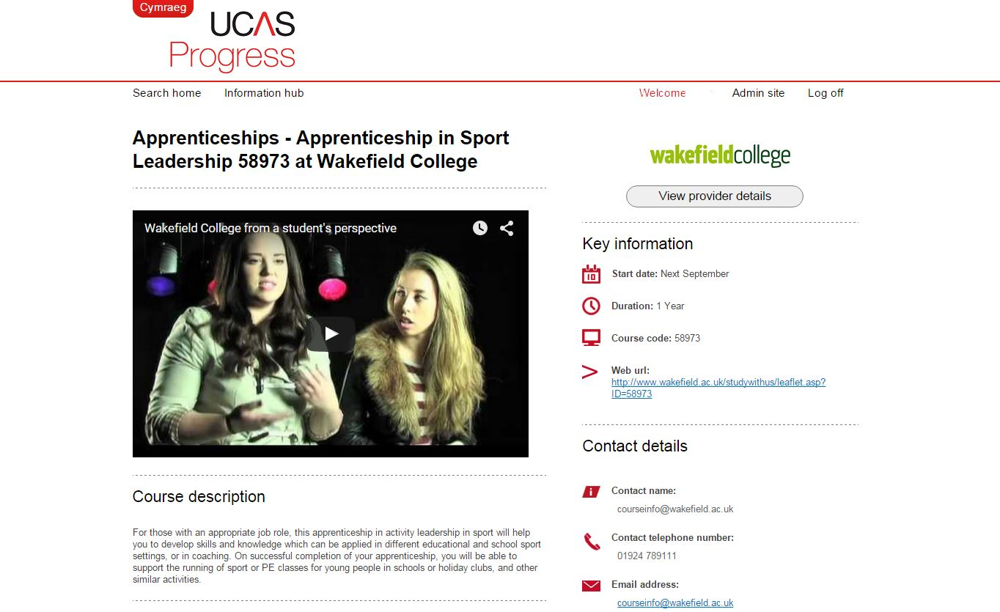 Cymraeg
UCAS
Progress
Search home
Information hub
Welcome
Admin site
Log off
Apprenticeships - Apprenticeship in Sport
Leadership 58973 at Wakefield College
Wakefield College from a student's perspective
Course description
For those with an appropriate job role, this apprenticeship in activity leadership in sport will help
you to develop skills and knowledge which can be applied in different educational and school sport
settings, or in coaching. On successful completion of your apprenticeship, you will be able to
support the running of sport or PE classes for young people in schools or holiday clubs, and other
similar activities.
wakefieldcollege
View provider details
Key information
Start date: Next September
Duration: 1 Year
Course code: 58973
Web url:
http://www.wakefield.ac.uk/studywithus/leaflet.asp?
ID=58973
Contact details
Contact name:
courseinfo@wakefield.ac.uk
Contact telephone number:
01924 789111
Email address:
courseinfo@wakefield.ac.uk